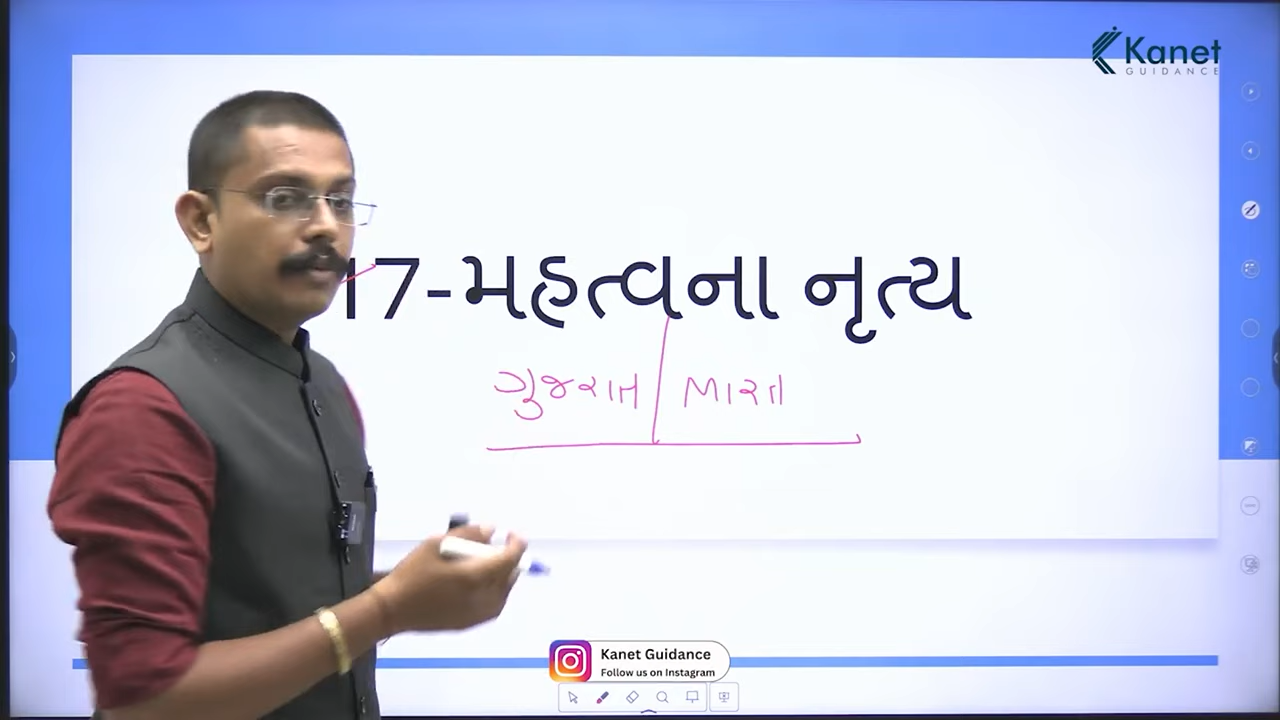 Kanet
GUIDANCE
17-મહત્વના નૃત્ય
ગુજરાત ભારત
Kanet Guidance
Follow us on Instagram